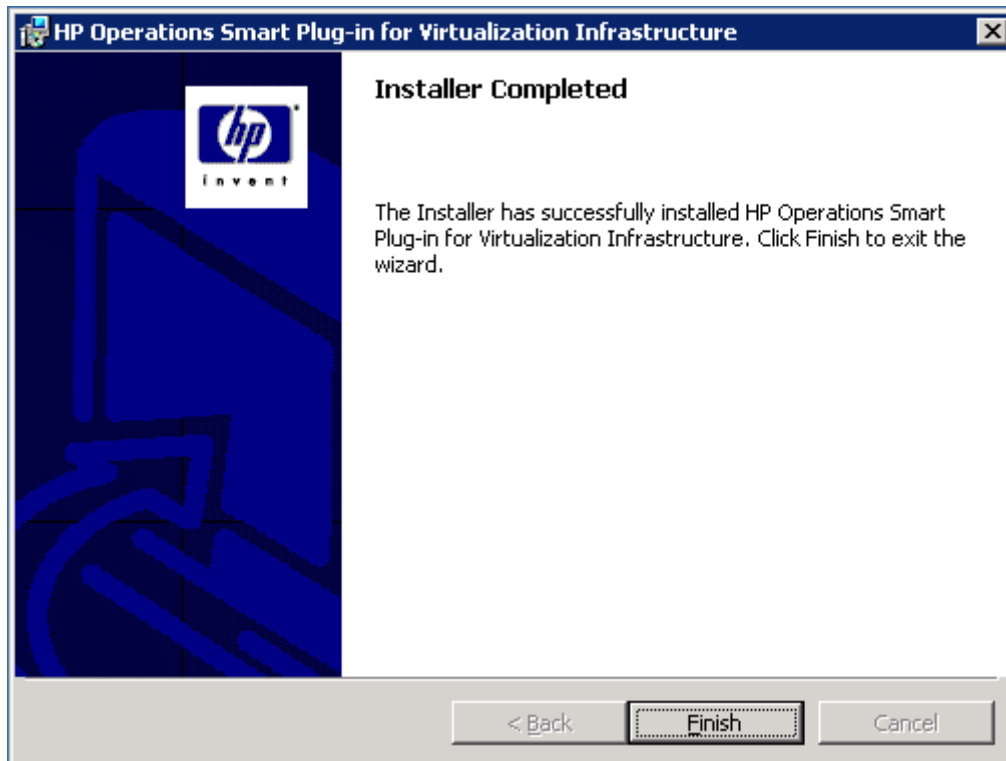 HP Operations Smart Plug-in for Virtualization Infrastructure
Installer Completed
hp
invent
The Installer has successfully installed HP Operations Smart
Plug-in for Virtualization Infrastructure. Click Finish to exit the
wizard.
< Back
Finish
Cancel